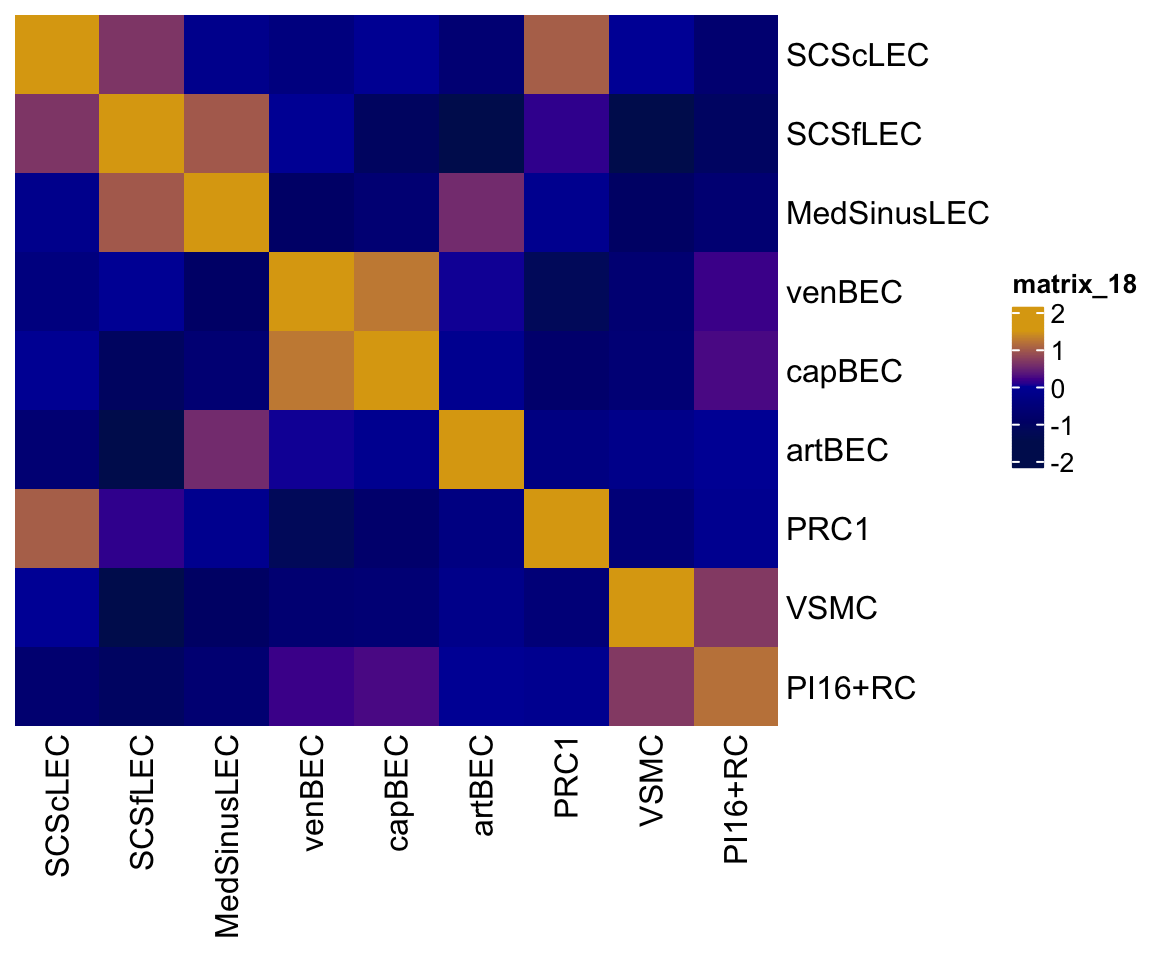 SCScLEC
SCSfLEC
MedSinusLEC
venBEC
capBEC
artBEC
PRC1
VSMC
PI16+RC
matrix_18
2
1
0
-1
-2
SCScLEC
SCSfLEC
MedSinusLEC
venBEC
capBEC
artBEC
PRC1
VSMC
PI16+RC